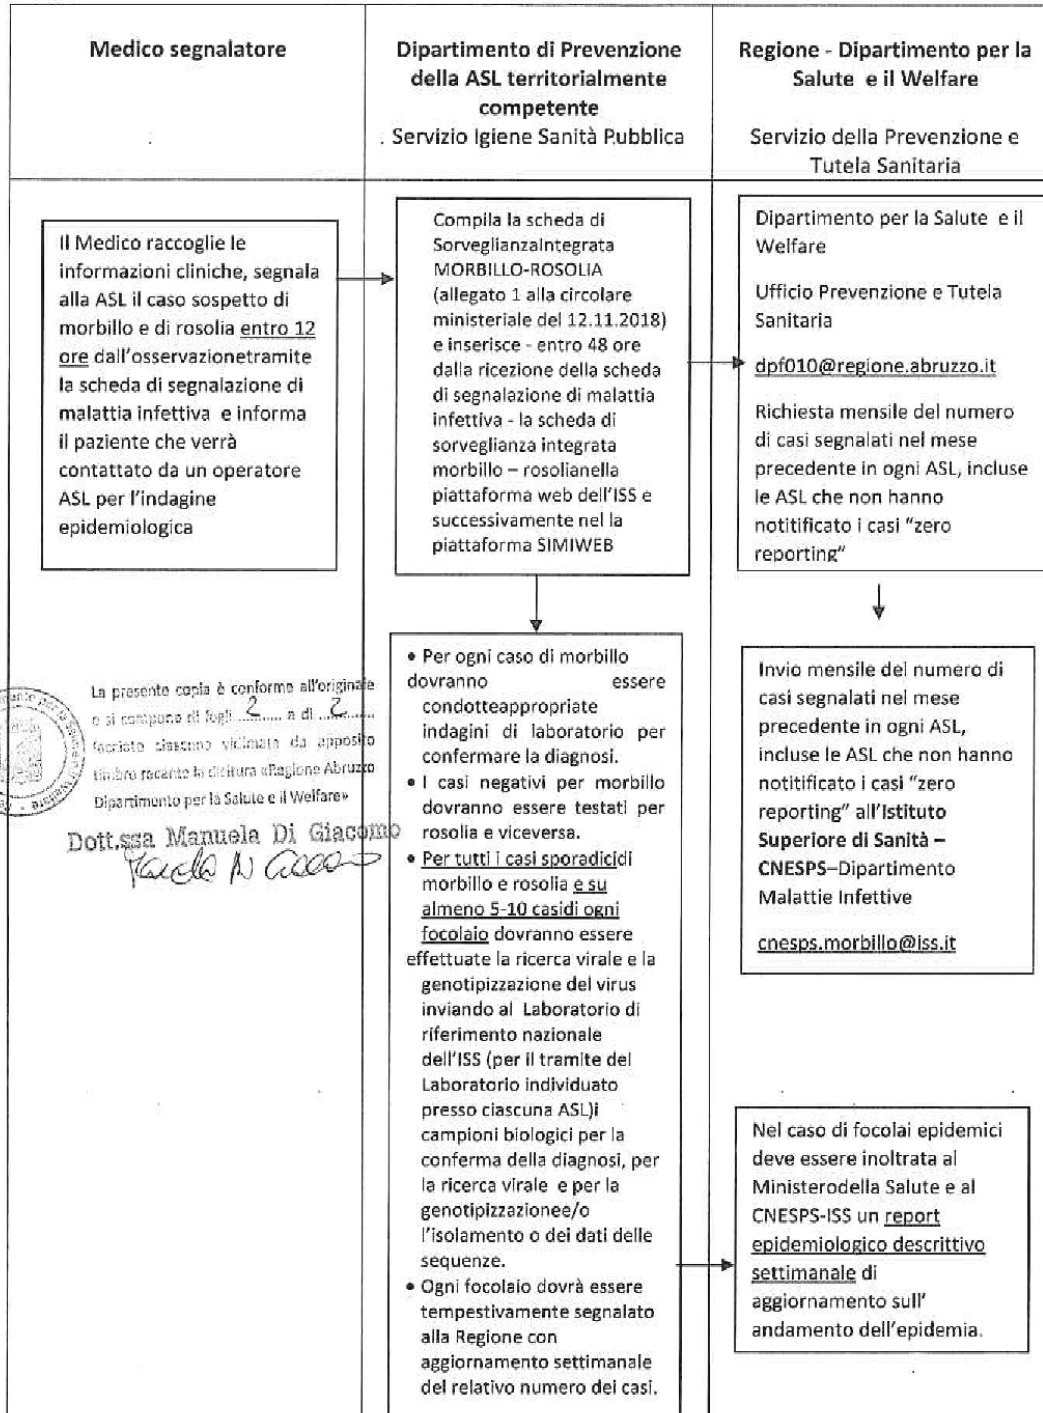 Medico segnalatore
Dipartimento di Prevenzione
della ASL territorialmente
competente
. Servizio Igiene Sanità Pubblica
Regione - Dipartimento per la
Salute e il Welfare
Servizio della Prevenzione e
Tutela Sanitaria
Il Medico raccoglie le
informazioni cliniche, segnala
alla ASL il caso sospetto di
morbillo e di rosolia entro 12
ore dall'osservazionetramite
la scheda di segnalazione di
malattia infettiva e informa
il paziente che verrà
contattato da un operatore
ASL per l'indagine
epidemiologica
Compila la scheda di
SorveglianzaIntegrata
MORBILLO-ROSOLIA
(allegato 1 alla circolare
ministeriale del 12.11.2018)
e inserisce - entro 48 ore
dalla ricezione della scheda
di segnalazione di malattia
infettiva - la scheda di
sorveglianza integrata
morbillo – rosolianella
piattaforma web dell'ISS e
successivamente nel la
piattaforma SIMIWEB
Dipartimento per la Salute e il
Welfare
Ufficio Prevenzione e Tutela
Sanitaria
dpf010@regione.abruzzo.it
Richiesta mensile del numero
di casi segnalati nel mese
precedente in ogni ASL, incluse
le ASL che non hanno
notitificato i casi "zero
reporting"
La presente copia è conforme all'originale
e si compone di fogli 2 n di 2
facciate ciascuno vidimata da apposito
timbro recante la dicitura «Regione Abruzzo
Dipartimento per la Salute e il Welfare»
Dott.ssa Manuela Di Giacomo
• Per ogni caso di morbillo
dovranno essere
condotteappropriate
indagini di laboratorio per
confermare la diagnosi.
• I casi negativi per morbillo
dovranno essere testati per
rosolia e viceversa.
• Per tutti i casi sporadicidi
morbillo e rosolia e su
almeno 5-10 casidi ogni
focolaio dovranno essere
effettuate la ricerca virale e la
genotipizzazione del virus
inviando al Laboratorio di
riferimento nazionale
dell'ISS (per il tramite del
Laboratorio individuato
presso ciascuna ASL)i
campioni biologici per la
conferma della diagnosi, per
la ricerca virale e per la
genotipizzazionee/o
l'isolamento o dei dati delle
sequenze.
• Ogni focolaio dovrà essere
tempestivamente segnalato
alla Regione con
aggiornamento settimanale
del relativo numero dei casi.
Invio mensile del numero di
casi segnalati nel mese
precedente in ogni ASL,
incluse le ASL che non hanno
notitificato i casi "zero
reporting" all'Istituto
Superiore di Sanità –
CNESPS–Dipartimento
Malattie Infettive
cnesps.morbillo@iss.it
Nel caso di focolai epidemici
deve essere inoltrata al
Ministerodella Salute e al
CNESPS-ISS un report
epidemiologico descrittivo
settimanale di
aggiornamento sull'
andamento dell'epidemia.